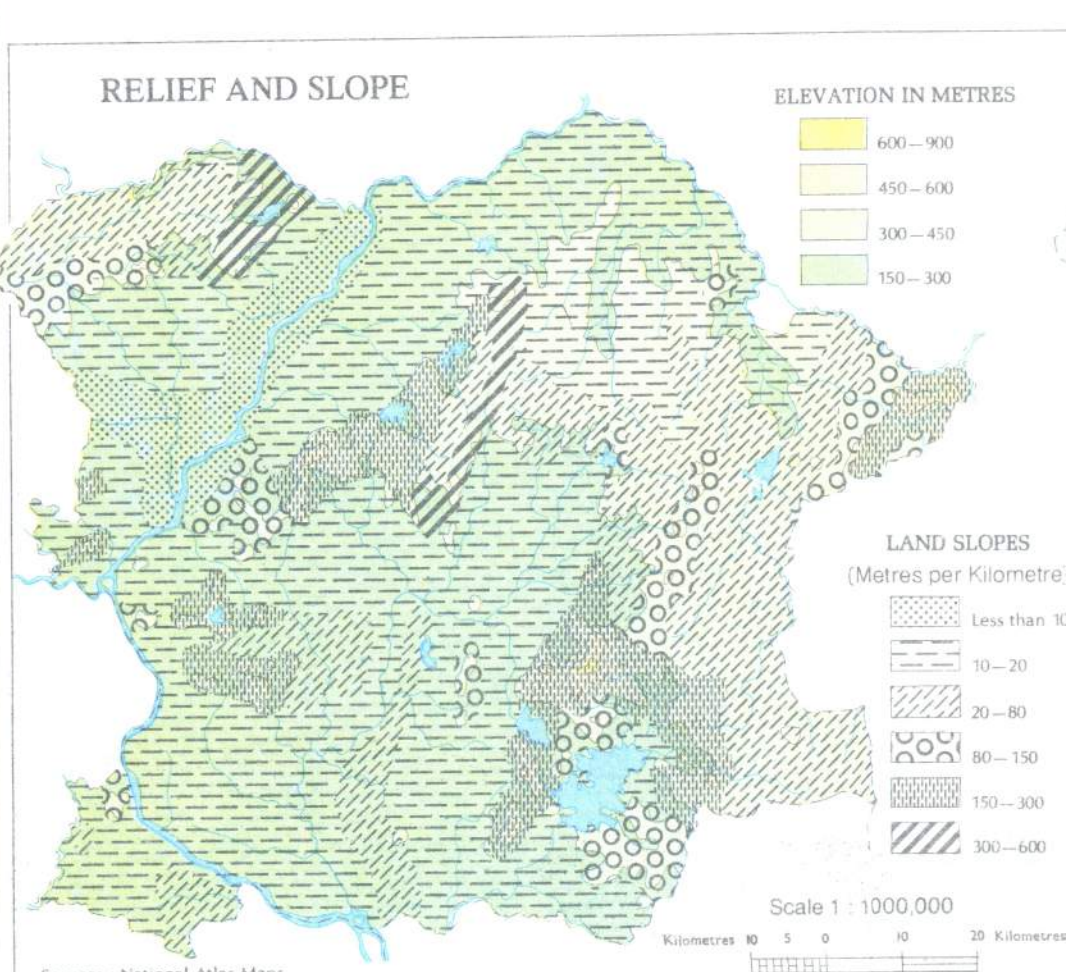 RELIEF AND SLOPE
ELEVATION IN METRES
600—900
450—600
300—450
150—300
LAND SLOPES
(Metres per Kilometre)
Less than 10
10—20
20—80
80—150
150—300
300—600
Scale 1 : 1000,000
Kilometres 10 5 0 10 20 Kilometres
National Atlas Maps